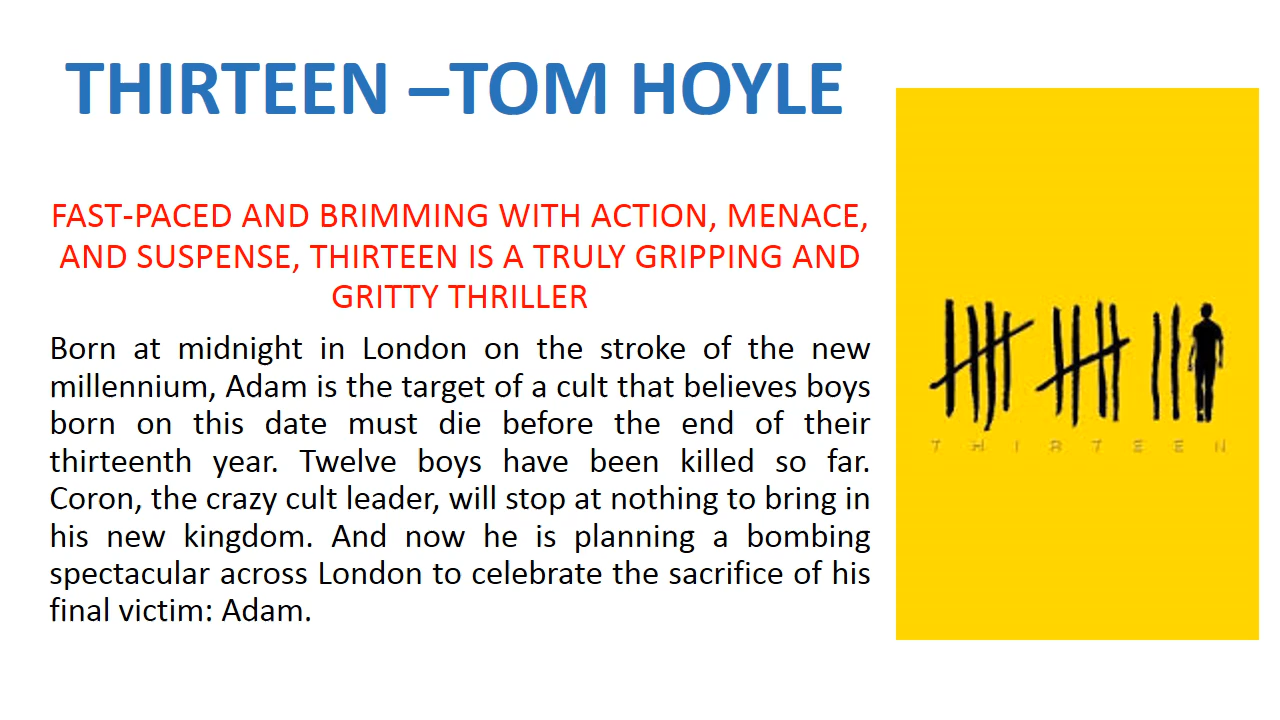 THIRTEEN –TOM HOYLE
FAST-PACED AND BRIMMING WITH ACTION, MENACE,
AND SUSPENSE, THIRTEEN IS A TRULY GRIPPING AND
GRITTY THRILLER
Born at midnight in London on the stroke of the new
millennium, Adam is the target of a cult that believes boys
born on this date must die before the end of their
thirteenth year. Twelve boys have been killed so far.
Coron, the crazy cult leader, will stop at nothing to bring in
his new kingdom. And now he is planning a bombing
spectacular across London to celebrate the sacrifice of his
final victim: Adam.
THIRTEEN